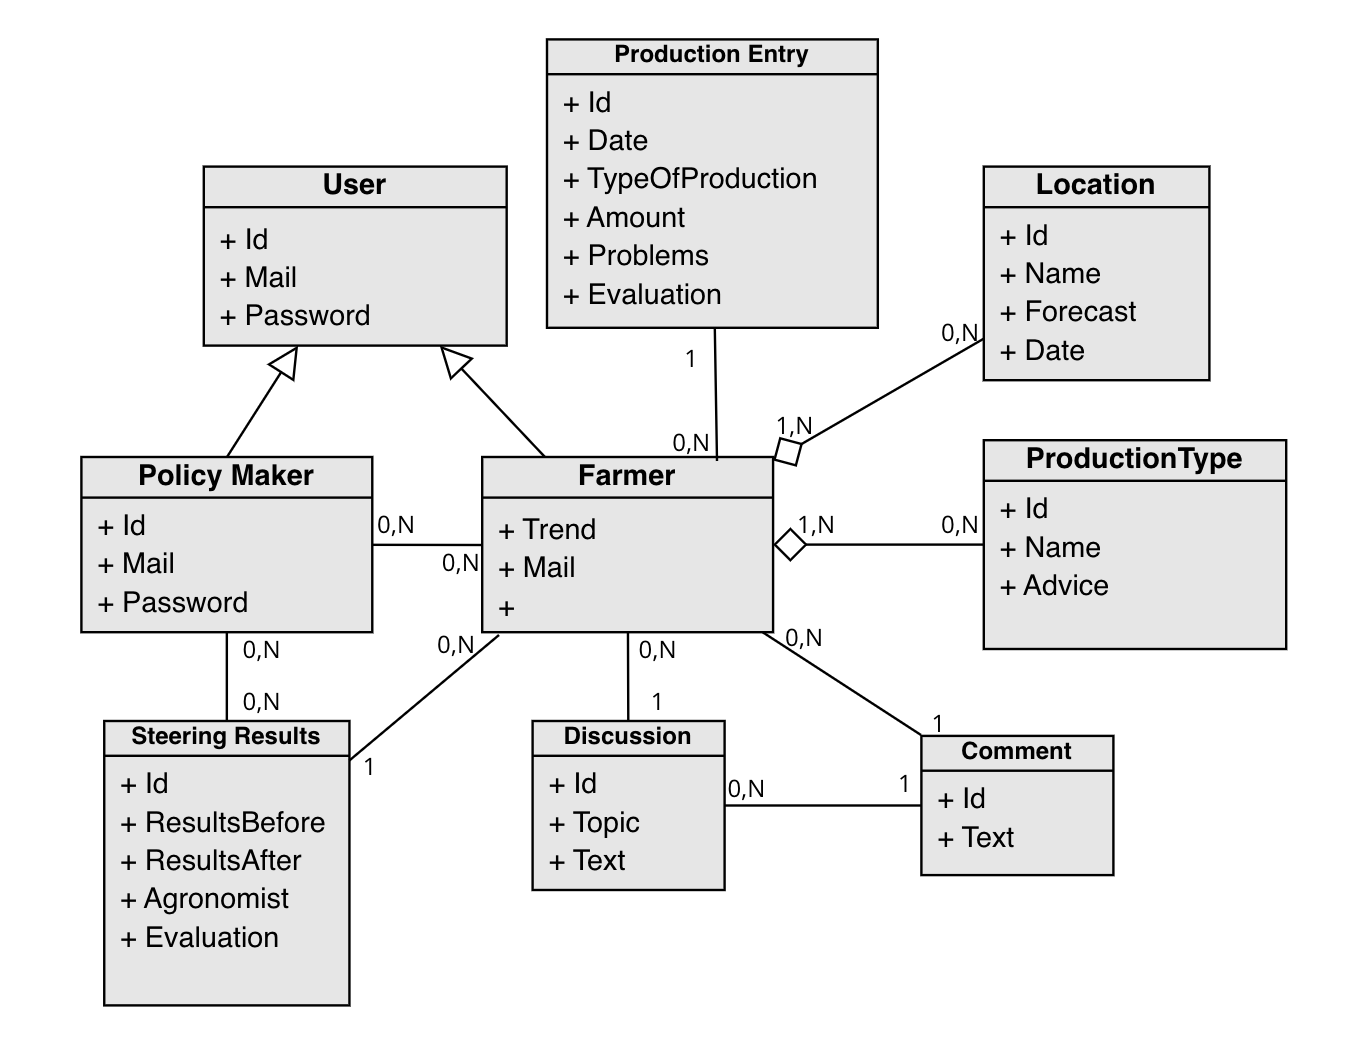 Production Entry
+ Id
+ Date
+ TypeOfProduction
+ Amount
+ Problems
+ Evaluation
User
+ Id
+ Mail
+ Password
Location
+ Id
+ Name
+ Forecast
+ Date
0,N
1
1,N
0,N
Policy Maker
+ Id
+ Mail
+ Password
0,N
0,N
Farmer
+ Trend
+ Mail
+
1,N
0,N
ProductionType
+ Id
+ Name
+ Advice
0,N
0,N
0,N
1
0,N
1
0,N
1
Steering Results
+ Id
+ ResultsBefore
+ ResultsAfter
+ Agronomist
+ Evaluation
Discussion
+ Id
+ Topic
+ Text
0,N
1
Comment
+ Id
+ Text